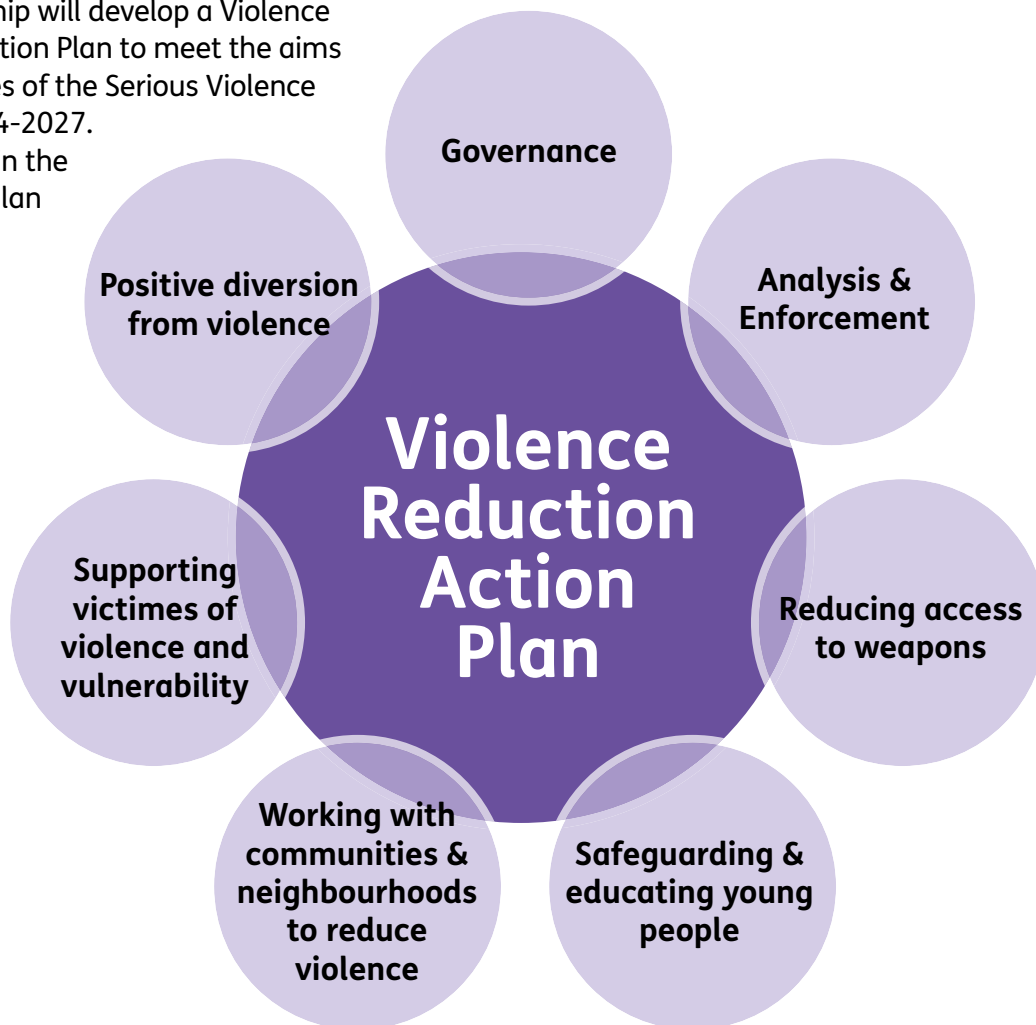 hip will develop a Violence
tion Plan to meet the aims
es of the Serious Violence
4-2027.
n the
lan
Governance
Positive diversion
from violence
Analysis &
Enforcement
Violence
Reduction
Action
Plan
Supporting
victimes of
violence and
vulnerability
Reducing access
to weapons
Working with
communities &
neighbourhoods
to reduce
violence
Safeguarding &
educating young
people